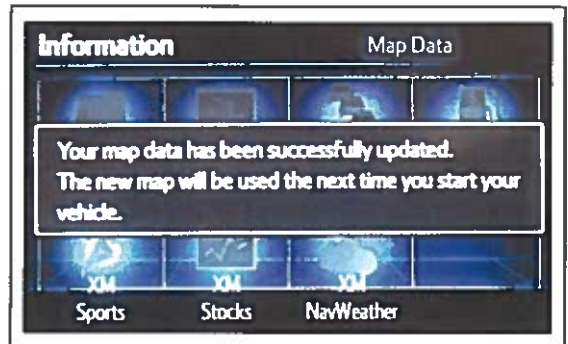 Information
Map Data
Your map data has been successfully updated.
The new map will be used the next time you start your
vehicle.
XM XM XM
Sports Stocks NavWeather